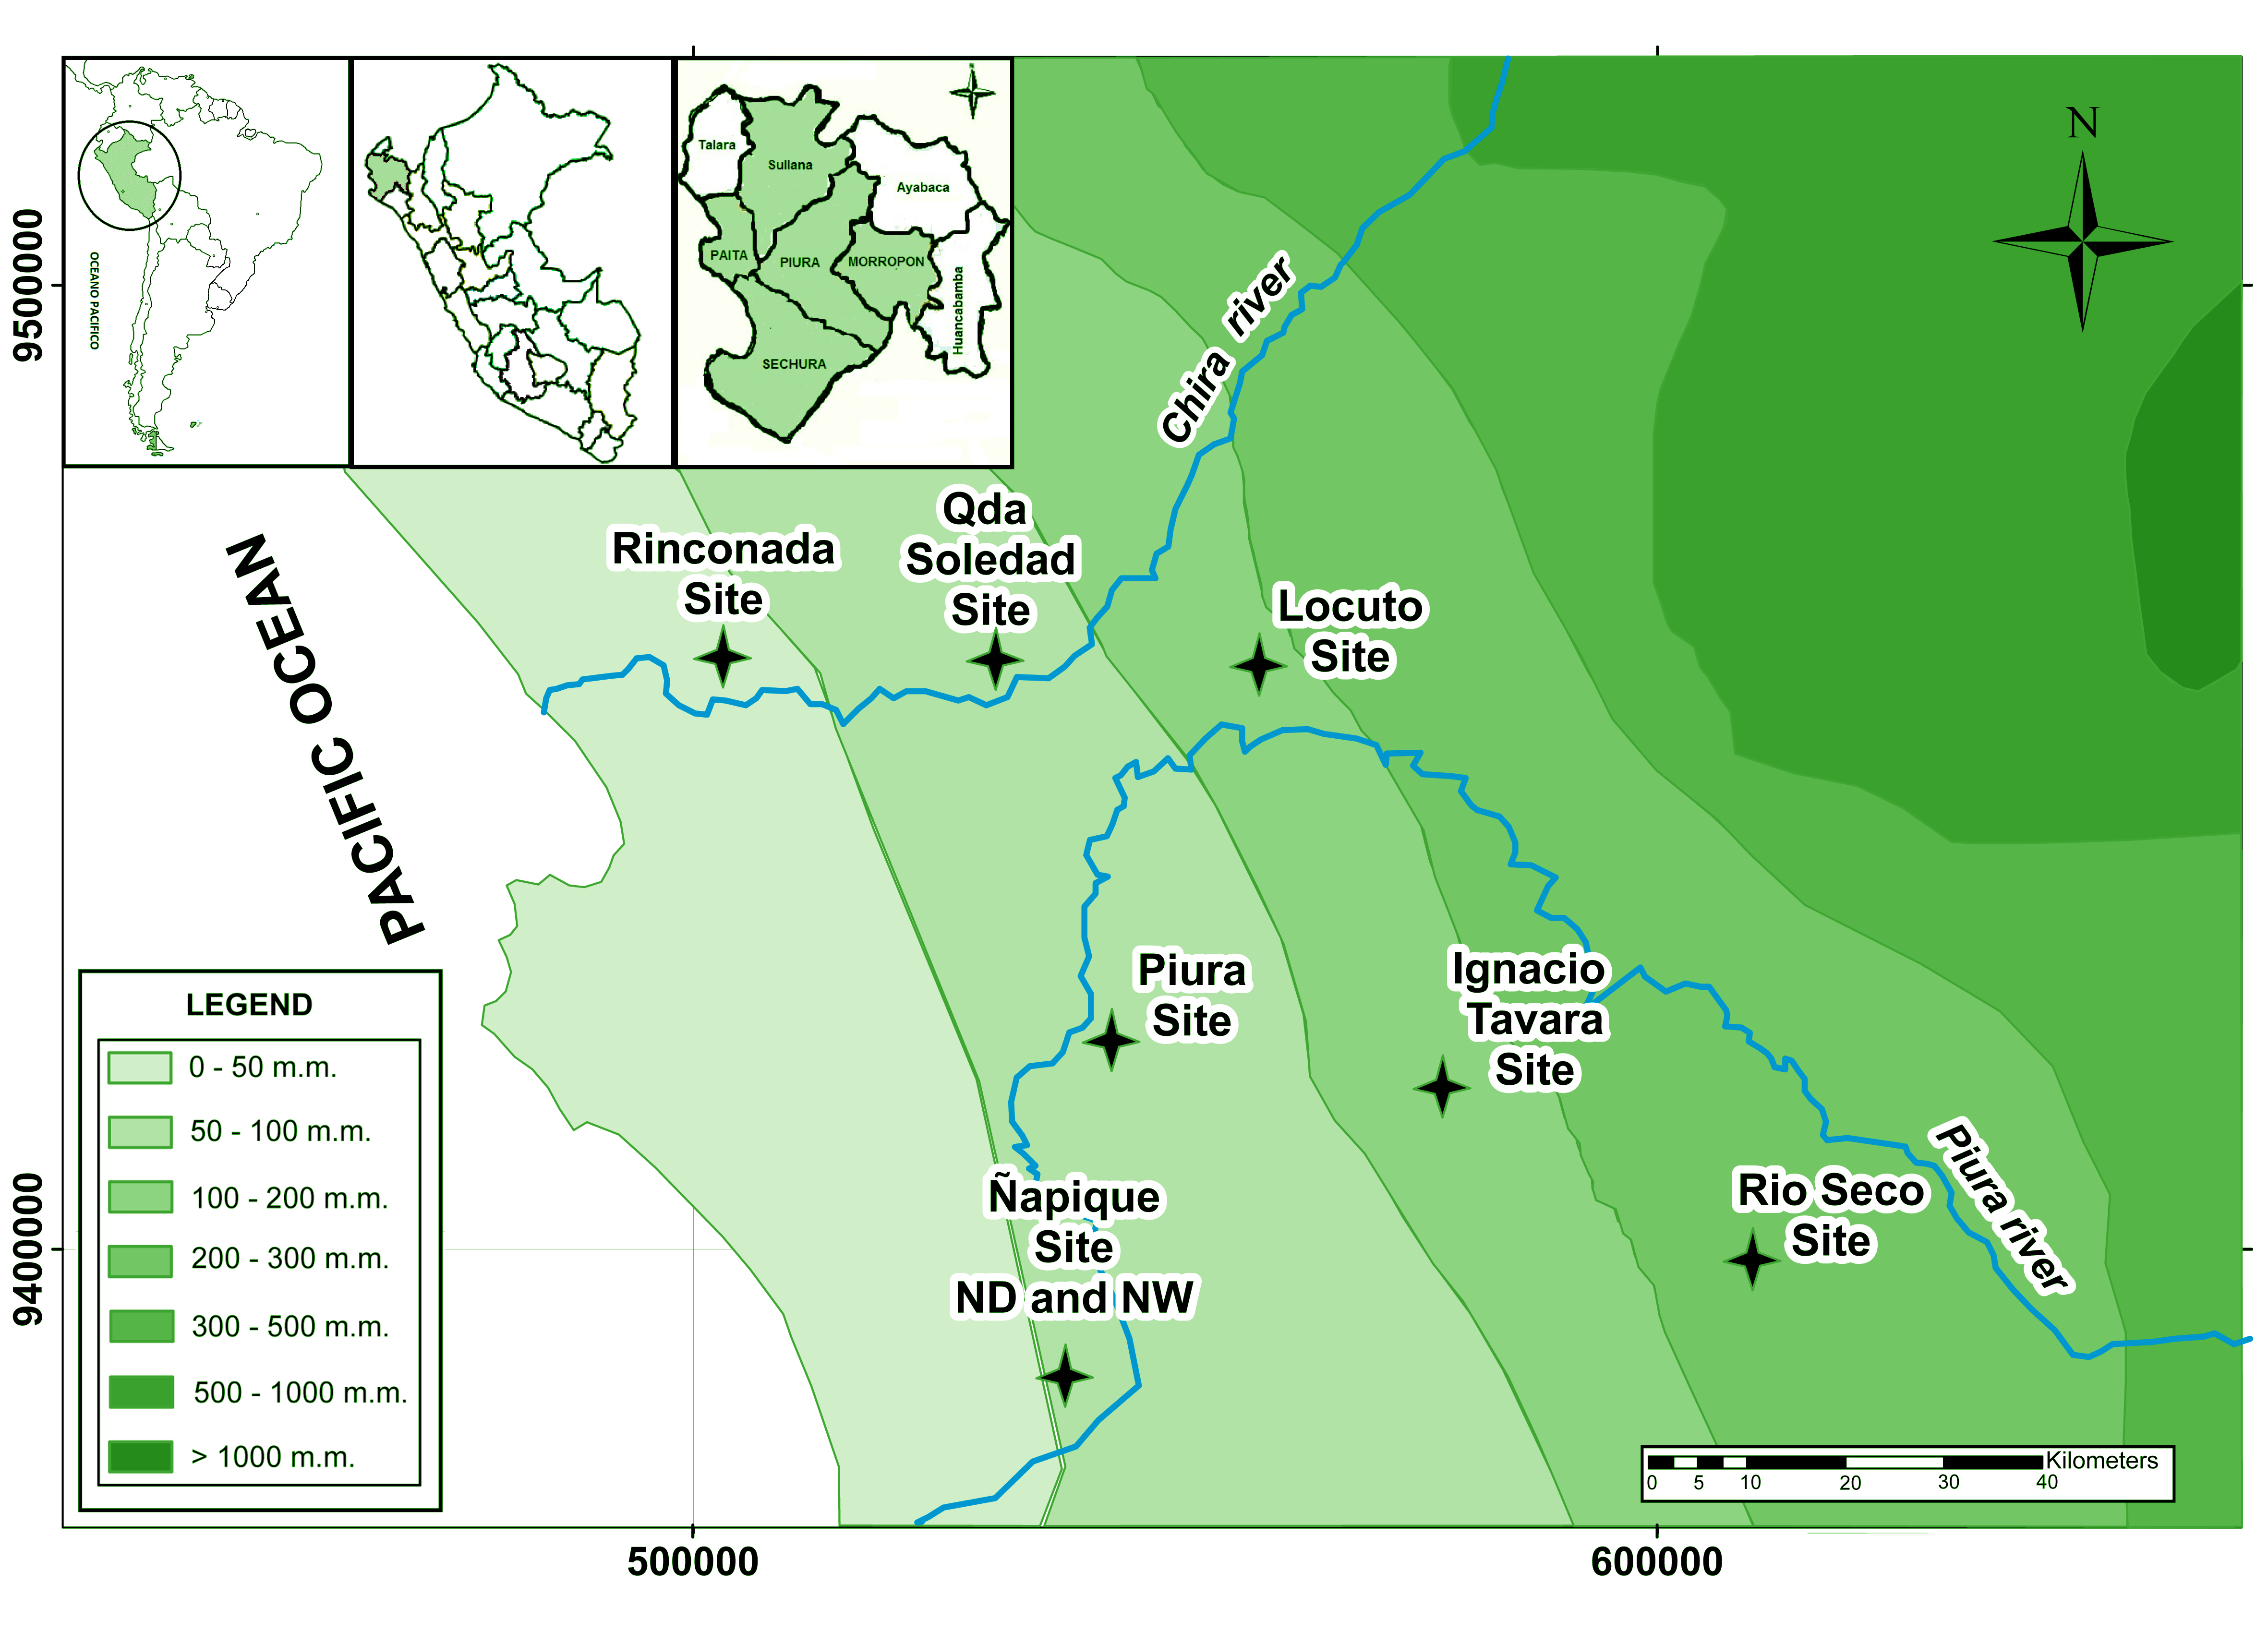 OCEANO PACIFICO
Talara
Sullana
Ayabaca
PAITA
PIURA
MORROPON
Huancabamba
SECHURA
N
9500000
Chira river
PACIFIC OCEAN
Rinconada
Site
Qda
Soledad
Site
Locuto
Site
Piura
Site
Ignacio
Tavara
Site
Ñapique
Site
ND and NW
Rio Seco
Site
Piura river
9400000
LEGEND
0 - 50 m.m.
50 - 100 m.m.
100 - 200 m.m.
200 - 300 m.m.
300 - 500 m.m.
500 - 1000 m.m.
> 1000 m.m.
Kilometers
0 5 10 20 30 40
500000
600000